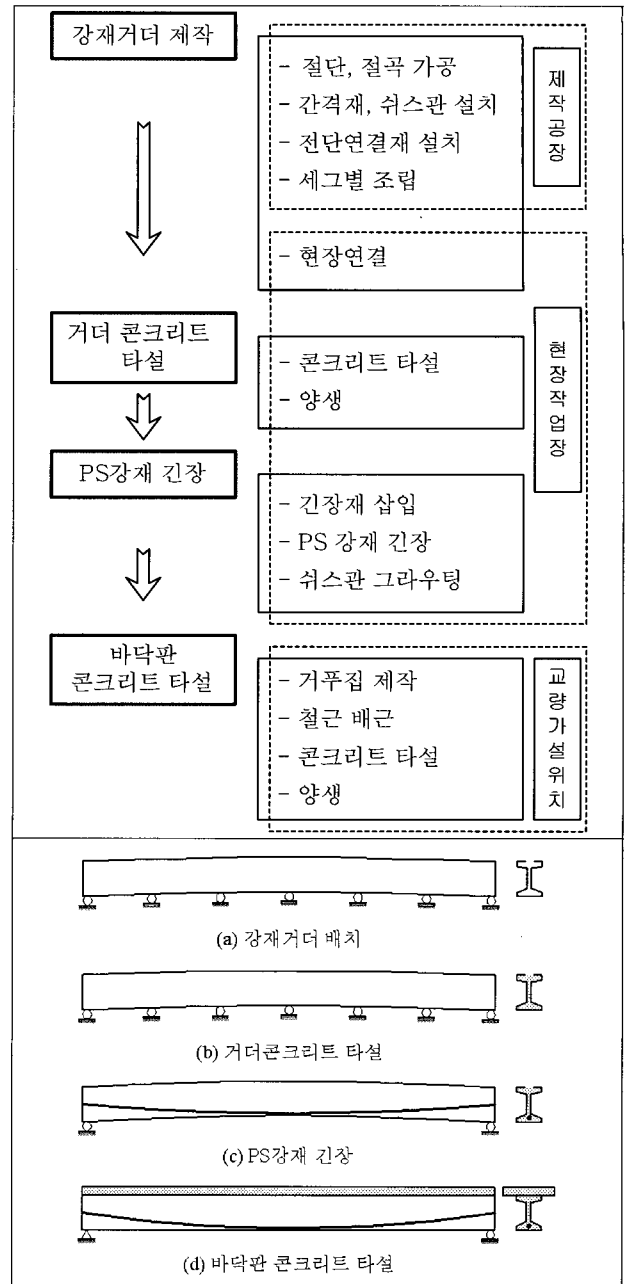 강재거더 제작
- 절단, 절곡 가공
- 간격재, 쉬스관 설치
- 전단연결재 설치
- 세그별 조립
제작공장
- 현장연결
거더 콘크리트
타설
- 콘크리트 타설
- 양생
현장작업장
PS강재 긴장
- 긴장재 삽입
- PS 강재 긴장
- 쉬스관 그라우팅
바닥판
콘크리트 타설
- 거푸집 제작
- 철근 배근
- 콘크리트 타설
- 양생
교량가설위치
(a) 강재거더 배치
(b) 거더콘크리트 타설
(c) PS강재 긴장
(d) 바닥판 콘크리트 타설